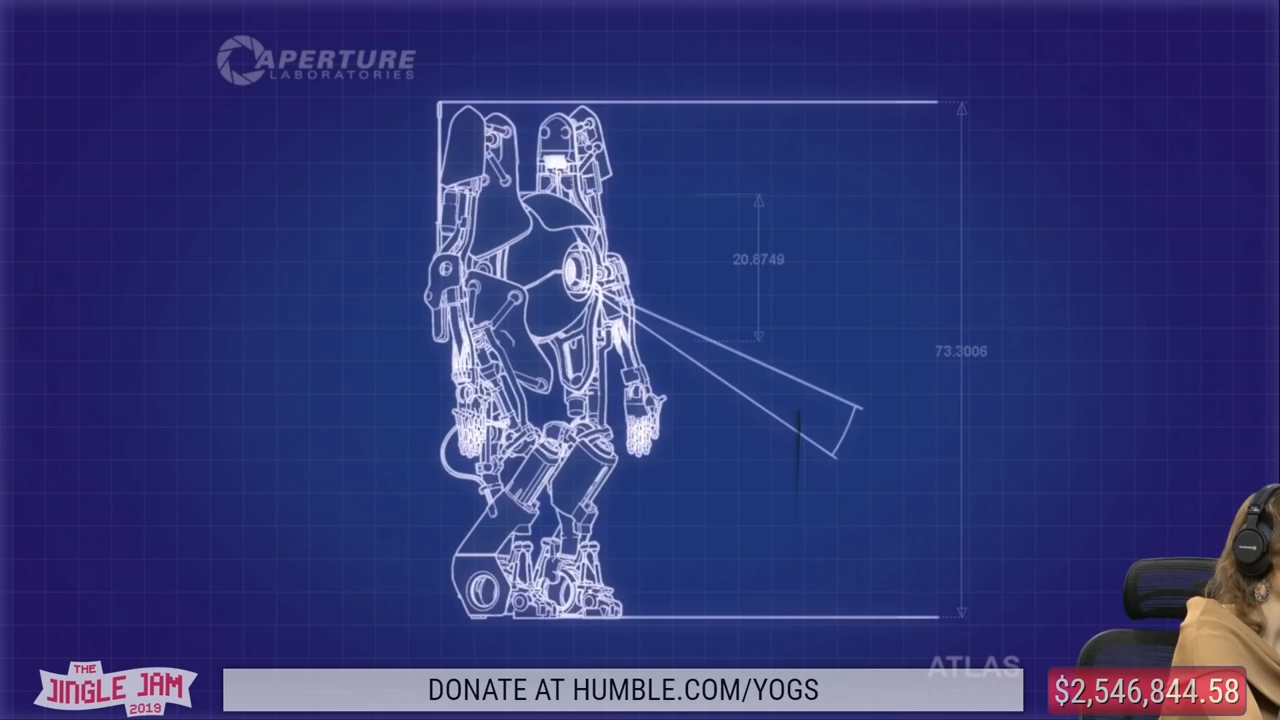 APERTURE
LABORATORIES
20.8749
73.3006
ATLAS
THE
JINGLE JAM
2019
DONATE AT HUMBLE.COM/YOGS
$2,546,844.58